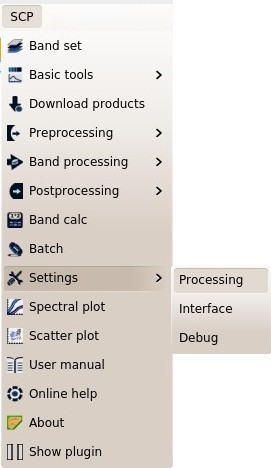 SCP
Band set
Basic tools
Download products
Preprocessing
Band processing
Postprocessing
Band calc
Batch
Settings
Processing
Interface
Debug
Spectral plot
Scatter plot
User manual
Online help
About
Show plugin